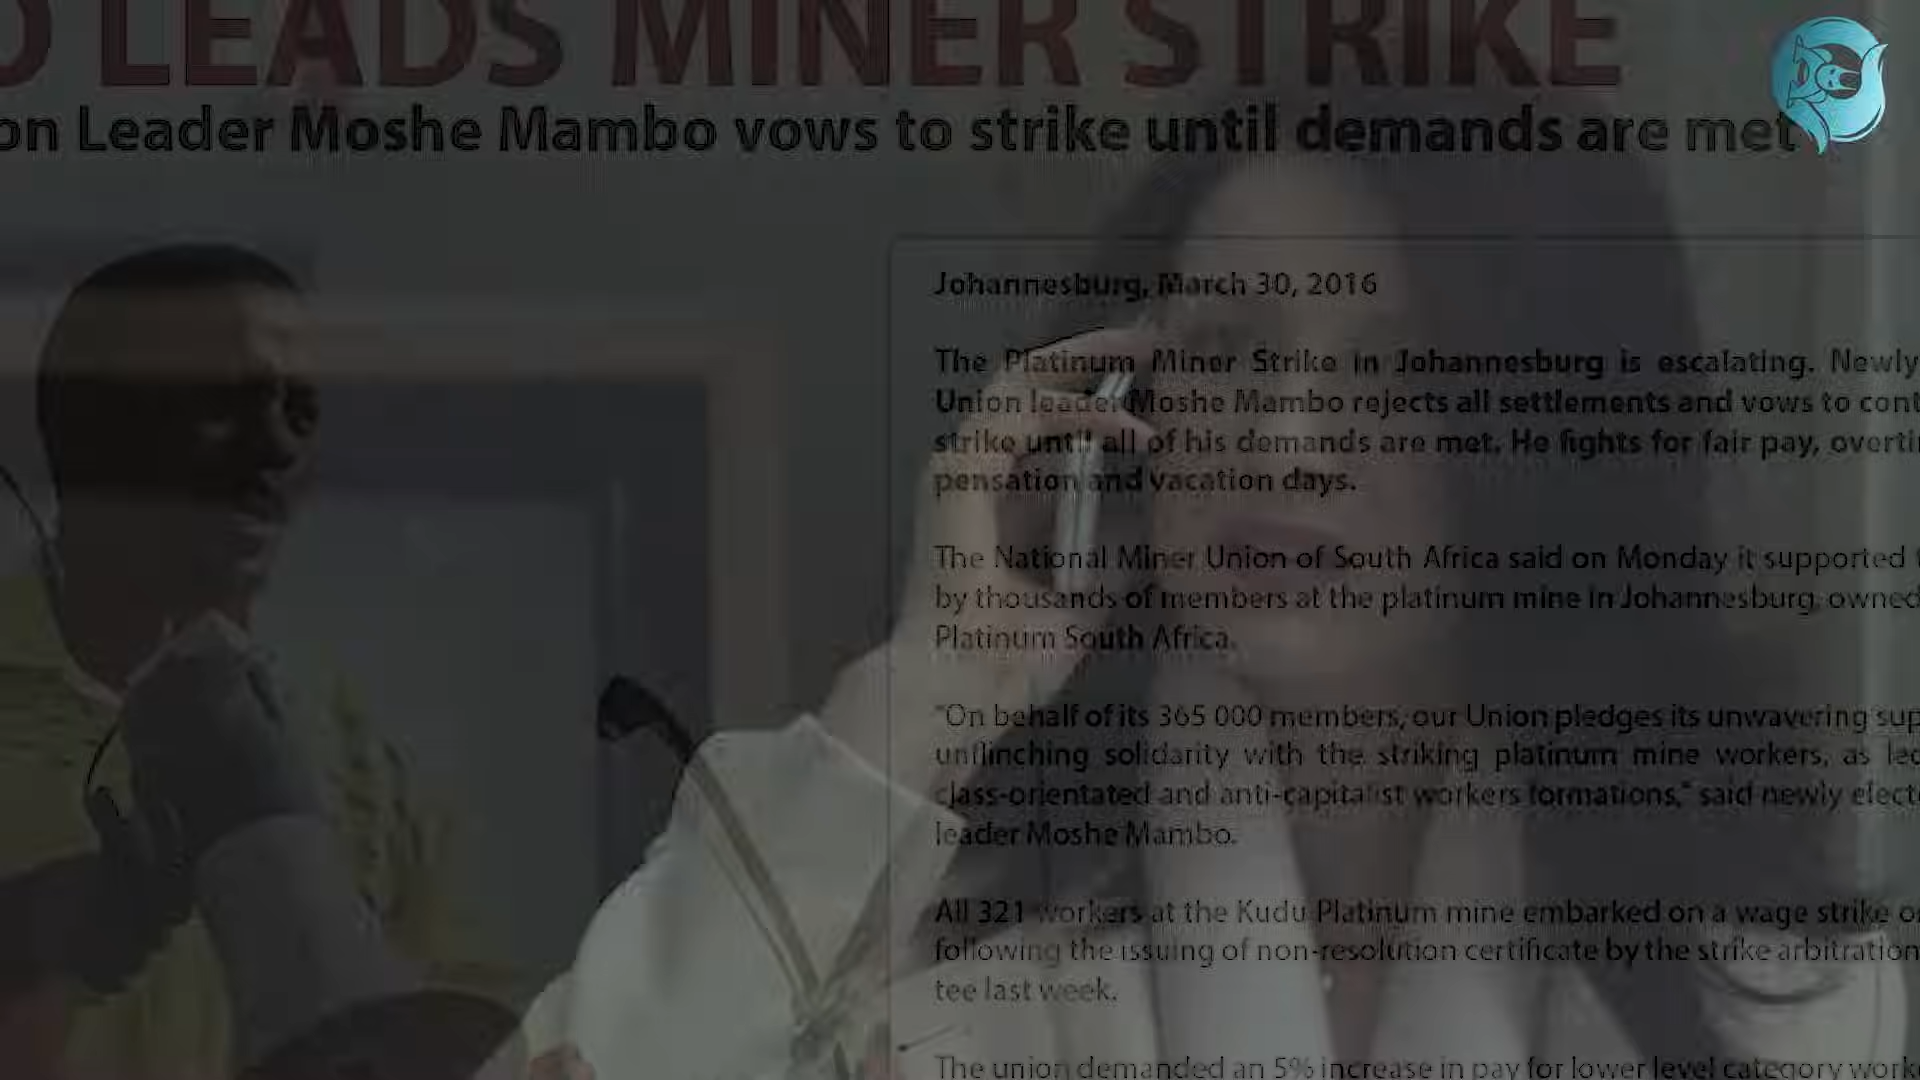 LEADS MINER STRIKE
on Leader Moshe Mambo vows to strike until demands are met
Johannesburg, March 30, 2016
The Platinum Miner Strike in Johannesburg is escalating. Newly
Union leader Moshe Mambo rejects all settlements and vows to cont
strike until all of his demands are met. He fights for fair pay, overti
pensation and vacation days.
The National Miner Union of South Africa said on Monday it supported t
by thousands of members at the platinum mine in Johannesburg, owned
Platinum South Africa.
"On behalf of its 365 000 members, our Union pledges its unwavering sup
unflinching solidarity with the striking platinum mine workers, as led
class-orientated and anti-capitalist workers formations," said newly elect
leader Moshe Mambo.
All 321 workers at the Kudu Platinum mine embarked on a wage strike o
following the issuing of non-resolution certificate by the strike arbitration
tee last week.
The union demanded an 5% increase in pay for lower level category work